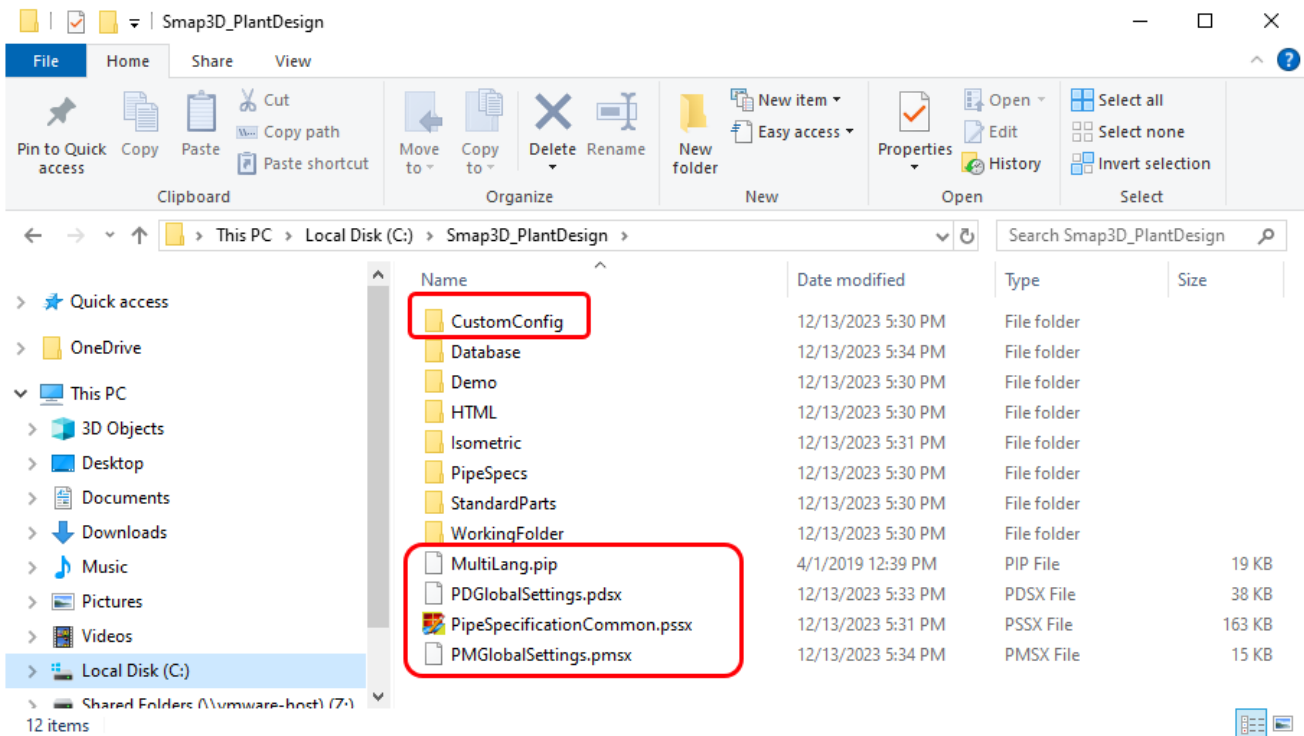 Smap3D_PlantDesign
File Home Share View
Pin to Quick access
Copy
Paste
Cut
Copy path
Paste shortcut
Clipboard
Move to
Copy to
Delete
Rename
Organize
New folder
New item
Easy access
New
Properties
Open
Edit
History
Open
Select all
Select none
Invert selection
Select
This PC > Local Disk (C:) > Smap3D_PlantDesign >
Search Smap3D_PlantDesign
Quick access
OneDrive
This PC
3D Objects
Desktop
Documents
Downloads
Music
Pictures
Videos
Local Disk (C:)
Shared Folders (\\vmware-host) (Z:)
Name Date modified Type Size
CustomConfig 12/13/2023 5:30 PM File folder
Database 12/13/2023 5:34 PM File folder
Demo 12/13/2023 5:30 PM File folder
HTML 12/13/2023 5:30 PM File folder
Isometric 12/13/2023 5:31 PM File folder
PipeSpecs 12/13/2023 5:30 PM File folder
StandardParts 12/13/2023 5:30 PM File folder
WorkingFolder 12/13/2023 5:30 PM File folder
MultiLang.pip 4/1/2019 12:39 PM PIP File 19 KB
PDGlobalSettings.pdsx 12/13/2023 5:33 PM PDSX File 38 KB
PipeSpecificationCommon.pssx 12/13/2023 5:31 PM PSSX File 163 KB
PMGlobalSettings.pmsx 12/13/2023 5:34 PM PMSX File 15 KB
12 items